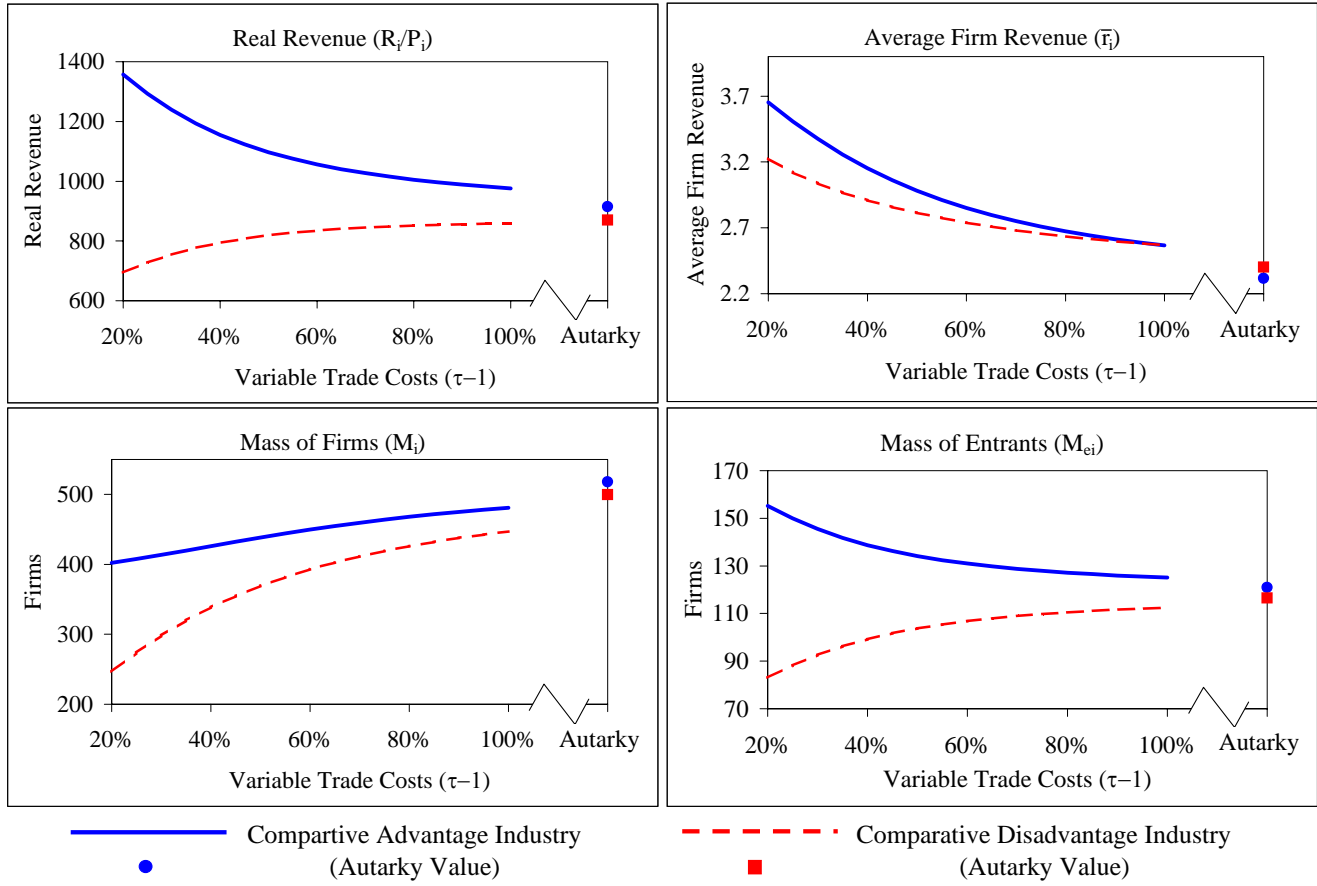 Real Revenue (Rᵢ/Pᵢ)
Real Revenue
1400
1200
1000
800
600
20% 40% 60% 80% 100% Autarky
Variable Trade Costs (τ−1)
Average Firm Revenue (r̅ᵢ)
Average Firm Revenue
3.7
3.2
2.7
2.2
20% 40% 60% 80% 100% Autarky
Variable Trade Costs (τ−1)
Mass of Firms (Mᵢ)
Firms
500
400
300
200
20% 40% 60% 80% 100% Autarky
Variable Trade Costs (τ−1)
Mass of Entrants (Mₑᵢ)
Firms
170
150
130
110
90
70
20% 40% 60% 80% 100% Autarky
Variable Trade Costs (τ−1)
Compartive Advantage Industry
(Autarky Value)
Comparative Disadvantage Industry
(Autarky Value)